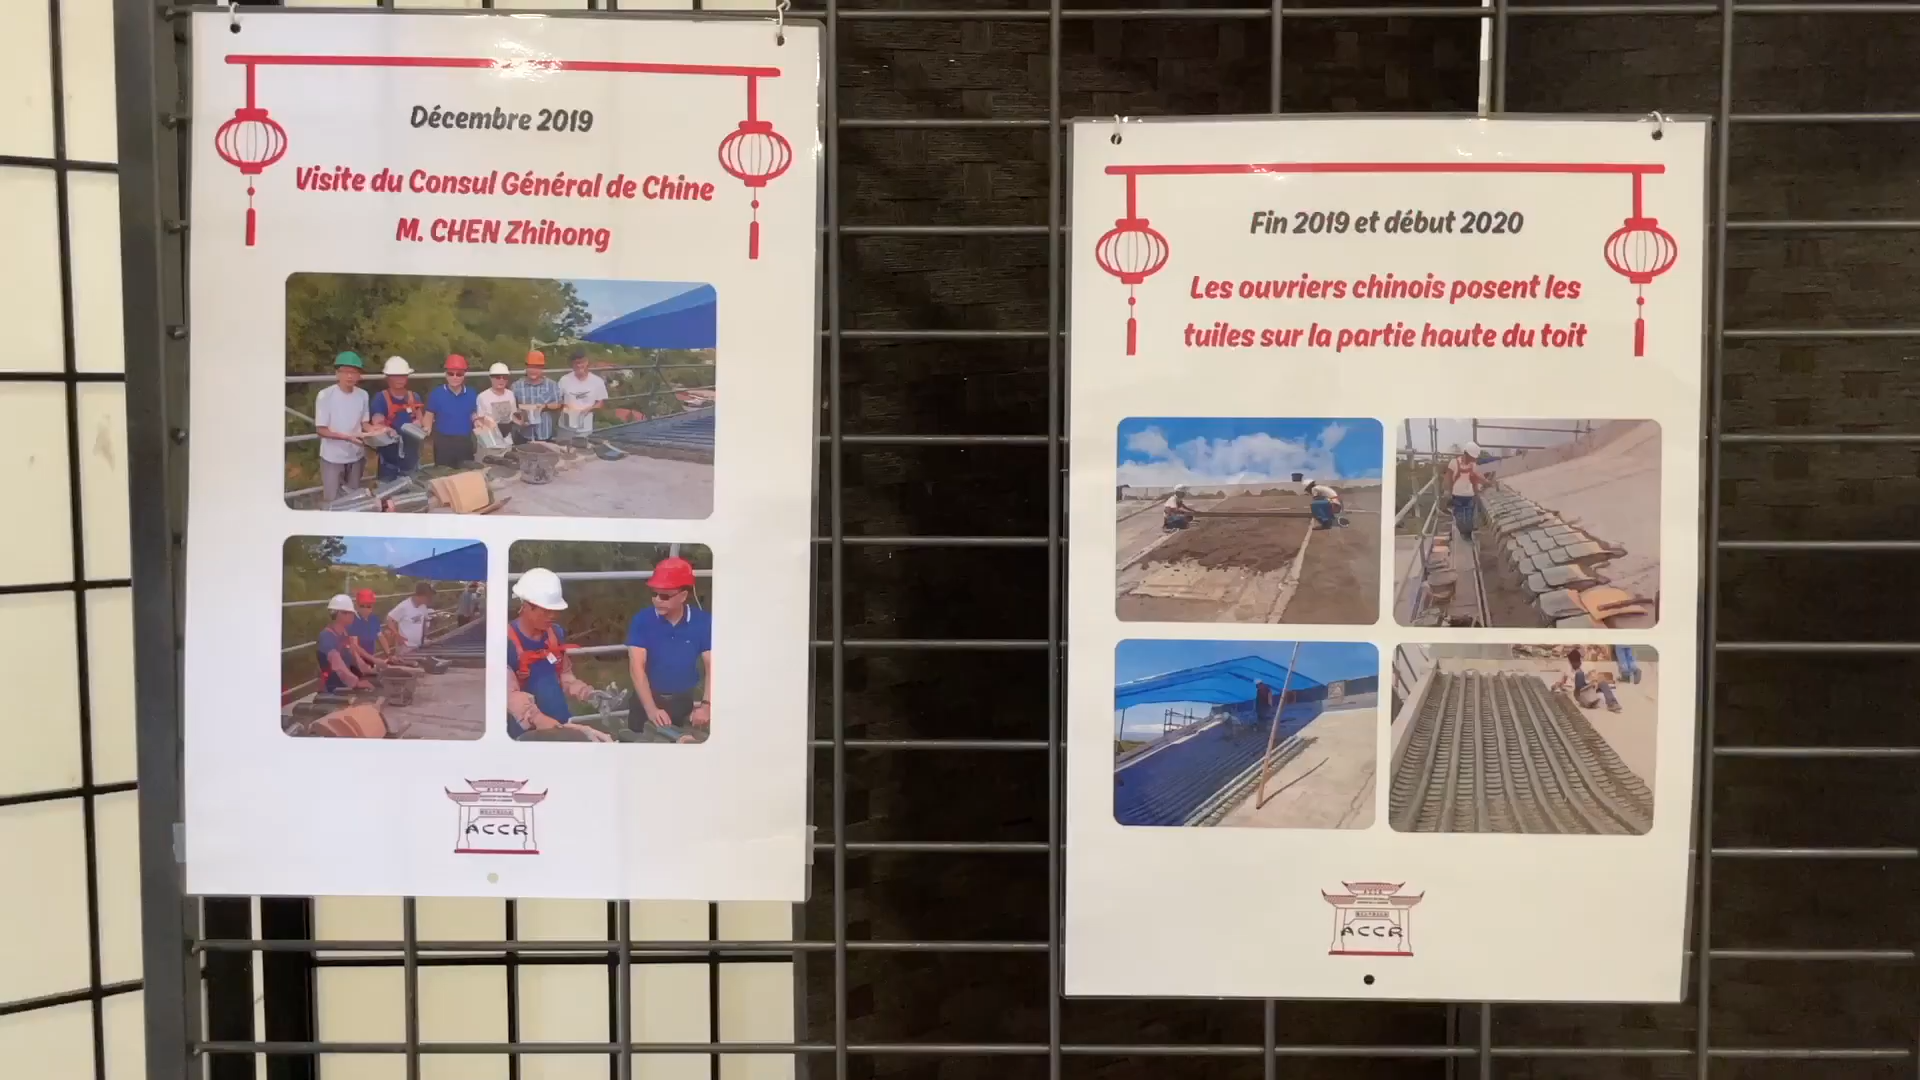 Décembre 2019
Visite du Consul Général de Chine
M. CHEN Zhihong
ACCR
Fin 2019 et début 2020
Les ouvriers chinois posent les
tuiles sur la partie haute du toit
ACCR